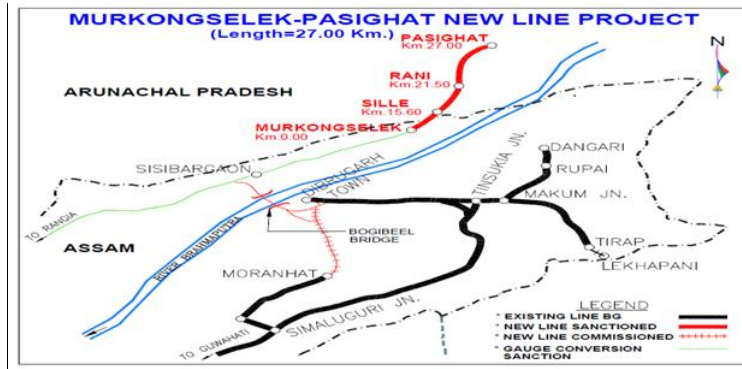 MURKONGSELEK-PASIGHAT NEW LINE PROJECT
(Length=27.00 Km.)
PASIGHAT
Km.27.00
N
RANI
Km.21.50
ARUNACHAL PRADESH
SILLE
Km.15.60
MURKONGSELEK
Km.0.00
SISIBARGAON
DIBRUGARH
TOWN
TINSUKIA JN.
DANGARI
RUPAI
MAKUM JN.
TO RANGIA
ASSAM
RIVER BRAHMAPUTRA
BOGIBEEL
BRIDGE
TIRAP
LEKHAPANI
MORANHAT
SIMALUGURI JN.
TO GUWAHATI
LEGEND
* EXISTING LINE BG
* NEW LINE SANCTIONED
* NEW LINE COMMISSIONED
* GAUGE CONVERSION
SANCTION